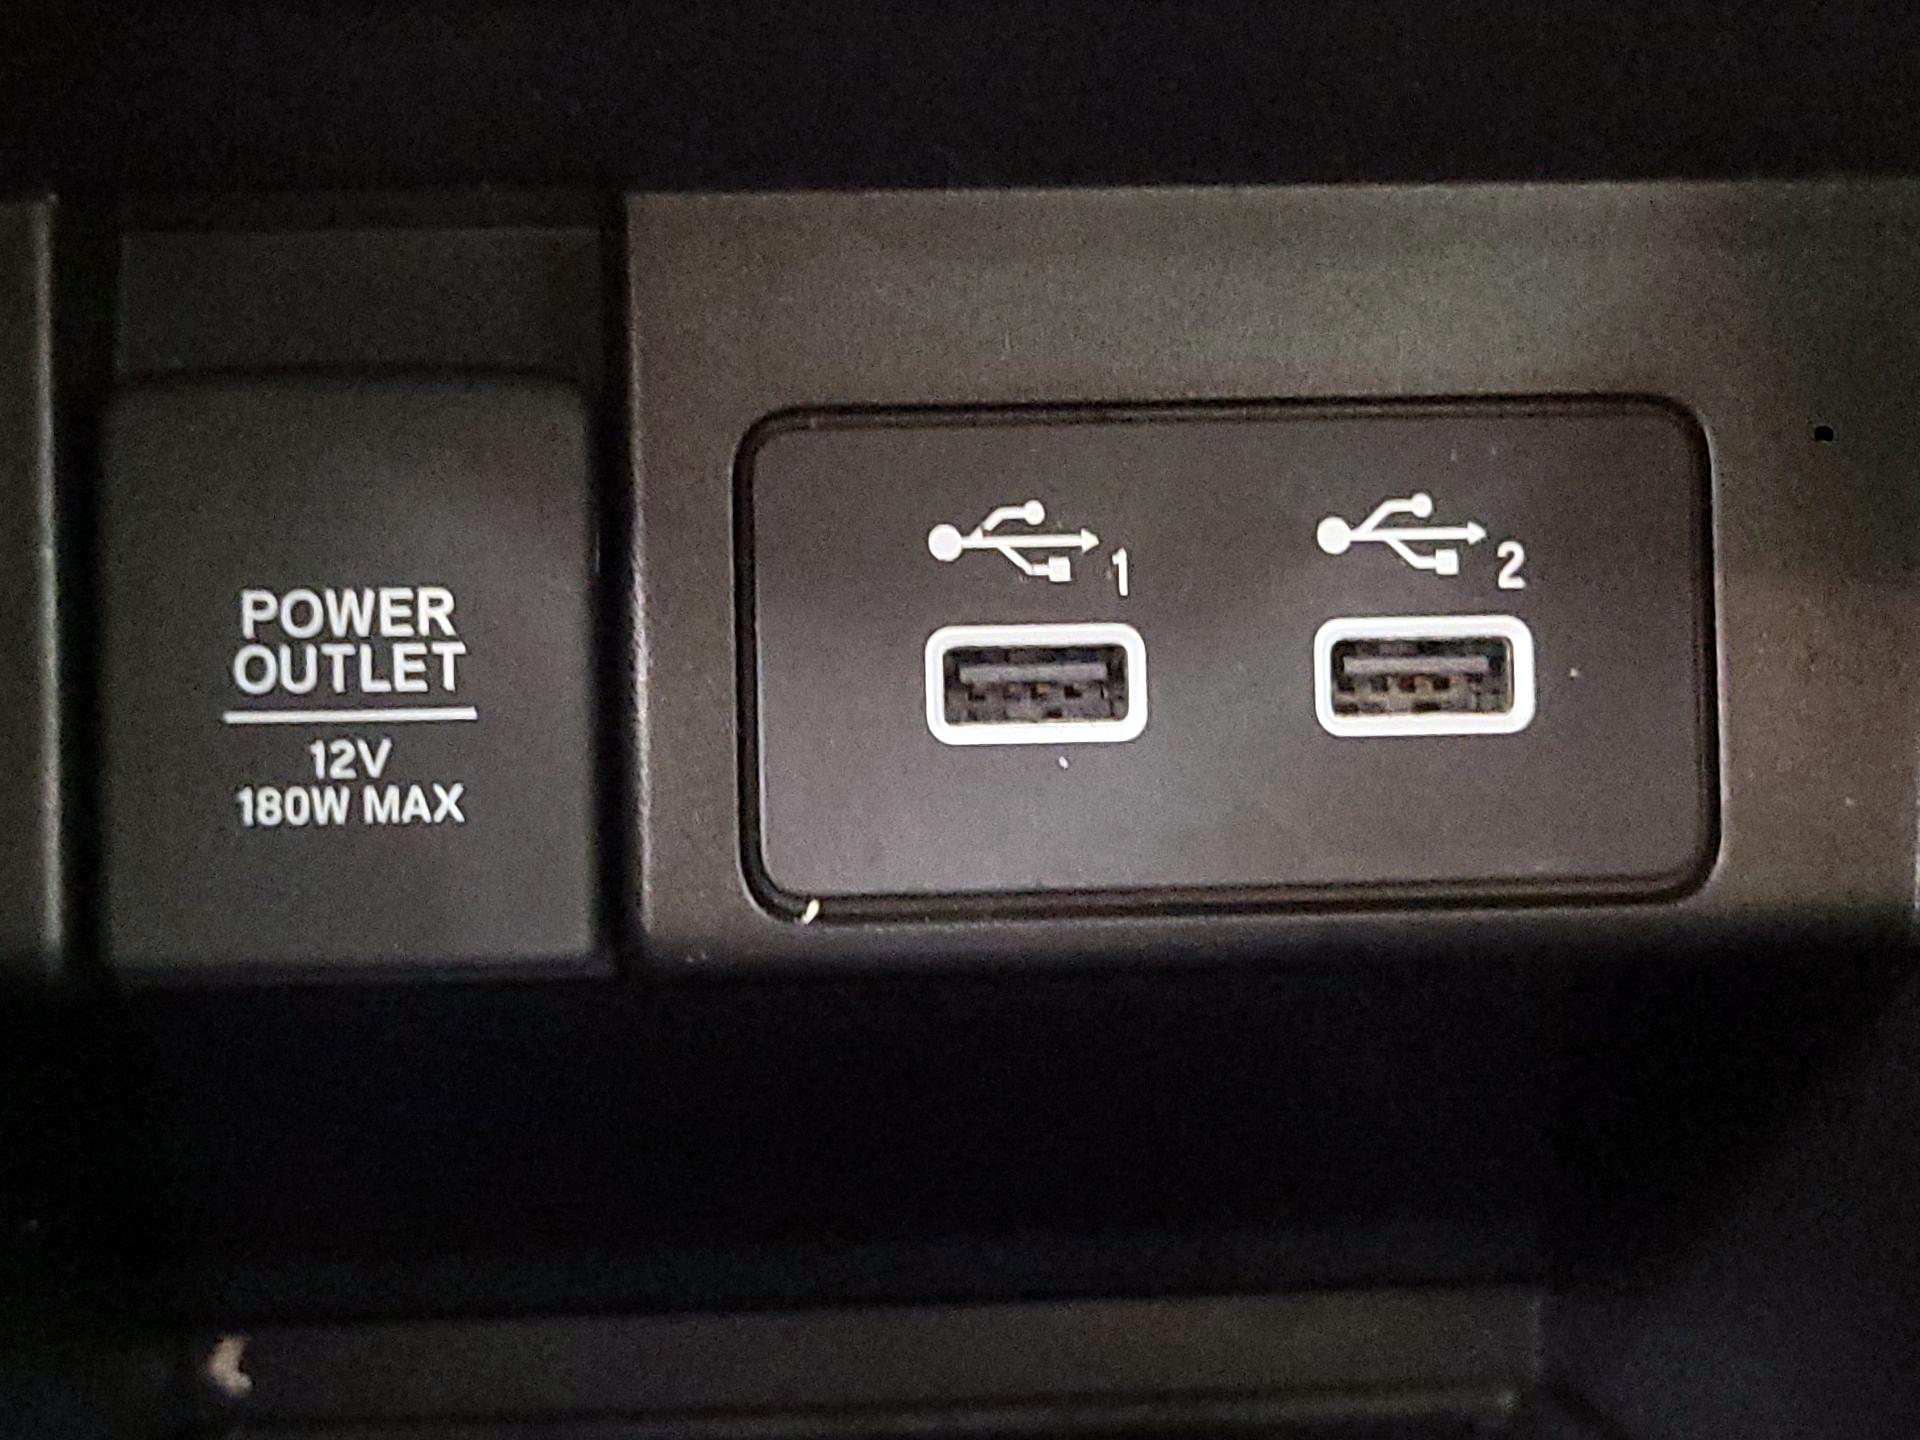 POWER
OUTLET
12V
180W MAX
1
2